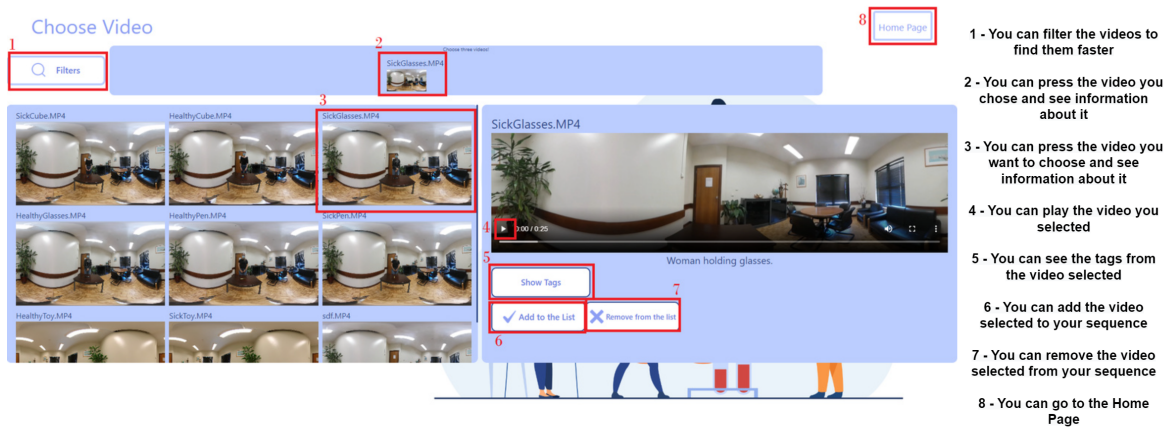 Choose Video
8
Home Page
1
Filters
2
Choose three videos!
SickGlasses.MP4
3
SickCube.MP4
HealthyCube.MP4
SickGlasses.MP4
HealthyGlasses.MP4
HealthyPen.MP4
SickPen.MP4
HealthyToy.MP4
SickToy.MP4
sdf.MP4
SickGlasses.MP4
4
0:00 / 0:25
Woman holding glasses.
5
Show Tags
7
Add to the List
Remove from the list
6
1 - You can filter the videos to
find them faster
2 - You can press the video you
chose and see information
about it
3 - You can press the video you
want to choose and see
information about it
4 - You can play the video you
selected
5 - You can see the tags from
the video selected
6 - You can add the video
selected to your sequence
7 - You can remove the video
selected from your sequence
8 - You can go to the Home
Page